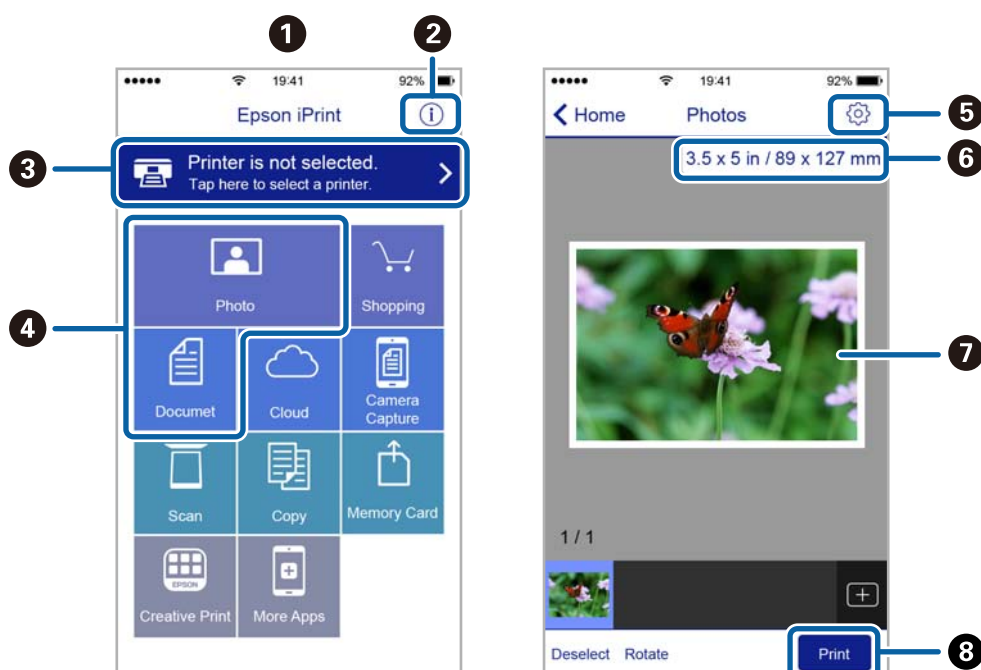 1
2
19:41
92%
Epson iPrint
3
Printer is not selected.
Tap here to select a printer.
4
Photo
Shopping
Documet
Cloud
Camera
Capture
Scan
Copy
Memory Card
EPSON
Creative Print
More Apps
19:41
92%
Home
Photos
5
3.5 x 5 in / 89 x 127 mm
6
7
1 / 1
Deselect
Rotate
Print
8